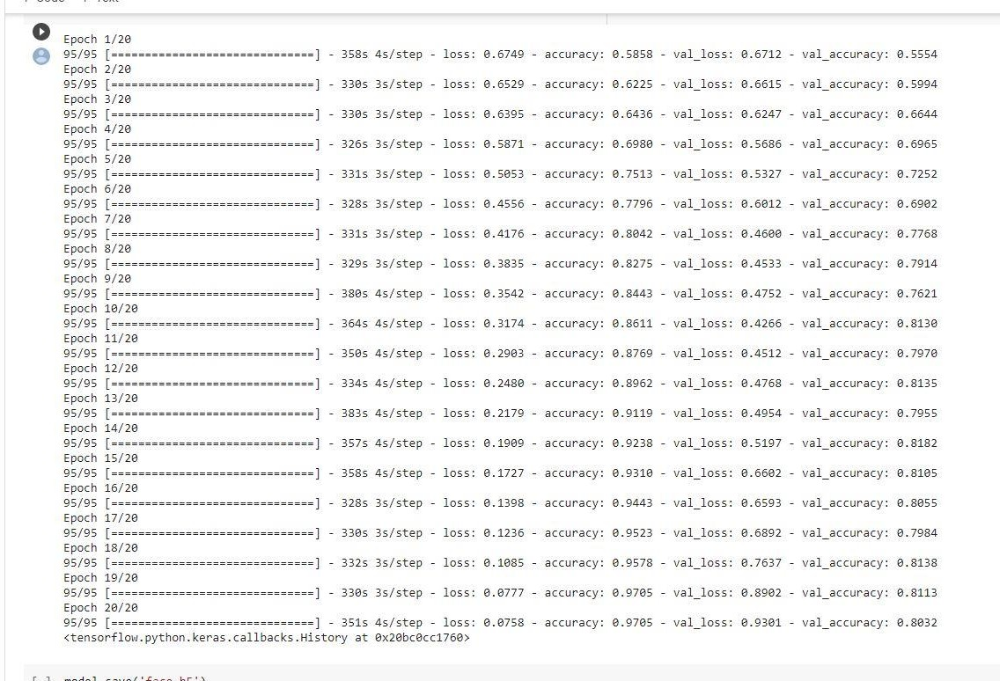 + Code + Text
Epoch 1/20
95/95 [==============================] - 358s 4s/step - loss: 0.6749 - accuracy: 0.5858 - val_loss: 0.6712 - val_accuracy: 0.5554
Epoch 2/20
95/95 [==============================] - 330s 3s/step - loss: 0.6529 - accuracy: 0.6225 - val_loss: 0.6615 - val_accuracy: 0.5994
Epoch 3/20
95/95 [==============================] - 330s 3s/step - loss: 0.6395 - accuracy: 0.6436 - val_loss: 0.6247 - val_accuracy: 0.6644
Epoch 4/20
95/95 [==============================] - 326s 3s/step - loss: 0.5871 - accuracy: 0.6980 - val_loss: 0.5686 - val_accuracy: 0.6965
Epoch 5/20
95/95 [==============================] - 331s 3s/step - loss: 0.5053 - accuracy: 0.7513 - val_loss: 0.5327 - val_accuracy: 0.7252
Epoch 6/20
95/95 [==============================] - 328s 3s/step - loss: 0.4556 - accuracy: 0.7796 - val_loss: 0.6012 - val_accuracy: 0.6902
Epoch 7/20
95/95 [==============================] - 331s 3s/step - loss: 0.4176 - accuracy: 0.8042 - val_loss: 0.4600 - val_accuracy: 0.7768
Epoch 8/20
95/95 [==============================] - 329s 3s/step - loss: 0.3835 - accuracy: 0.8275 - val_loss: 0.4533 - val_accuracy: 0.7914
Epoch 9/20
95/95 [==============================] - 380s 4s/step - loss: 0.3542 - accuracy: 0.8443 - val_loss: 0.4752 - val_accuracy: 0.7621
Epoch 10/20
95/95 [==============================] - 364s 4s/step - loss: 0.3174 - accuracy: 0.8611 - val_loss: 0.4266 - val_accuracy: 0.8130
Epoch 11/20
95/95 [==============================] - 350s 4s/step - loss: 0.2903 - accuracy: 0.8769 - val_loss: 0.4512 - val_accuracy: 0.7970
Epoch 12/20
95/95 [==============================] - 334s 4s/step - loss: 0.2480 - accuracy: 0.8962 - val_loss: 0.4768 - val_accuracy: 0.8135
Epoch 13/20
95/95 [==============================] - 383s 4s/step - loss: 0.2179 - accuracy: 0.9119 - val_loss: 0.4954 - val_accuracy: 0.7955
Epoch 14/20
95/95 [==============================] - 357s 4s/step - loss: 0.1909 - accuracy: 0.9238 - val_loss: 0.5197 - val_accuracy: 0.8182
Epoch 15/20
95/95 [==============================] - 358s 4s/step - loss: 0.1727 - accuracy: 0.9310 - val_loss: 0.6602 - val_accuracy: 0.8105
Epoch 16/20
95/95 [==============================] - 328s 3s/step - loss: 0.1398 - accuracy: 0.9443 - val_loss: 0.6593 - val_accuracy: 0.8055
Epoch 17/20
95/95 [==============================] - 330s 3s/step - loss: 0.1236 - accuracy: 0.9523 - val_loss: 0.6892 - val_accuracy: 0.7984
Epoch 18/20
95/95 [==============================] - 332s 3s/step - loss: 0.1085 - accuracy: 0.9578 - val_loss: 0.7637 - val_accuracy: 0.8138
Epoch 19/20
95/95 [==============================] - 330s 3s/step - loss: 0.0777 - accuracy: 0.9705 - val_loss: 0.8902 - val_accuracy: 0.8113
Epoch 20/20
95/95 [==============================] - 351s 4s/step - loss: 0.0758 - accuracy: 0.9705 - val_loss: 0.9301 - val_accuracy: 0.8032
<tensorflow.python.keras.callbacks.History at 0x20bc0cc1760>
[ ] model.save('face.h5')